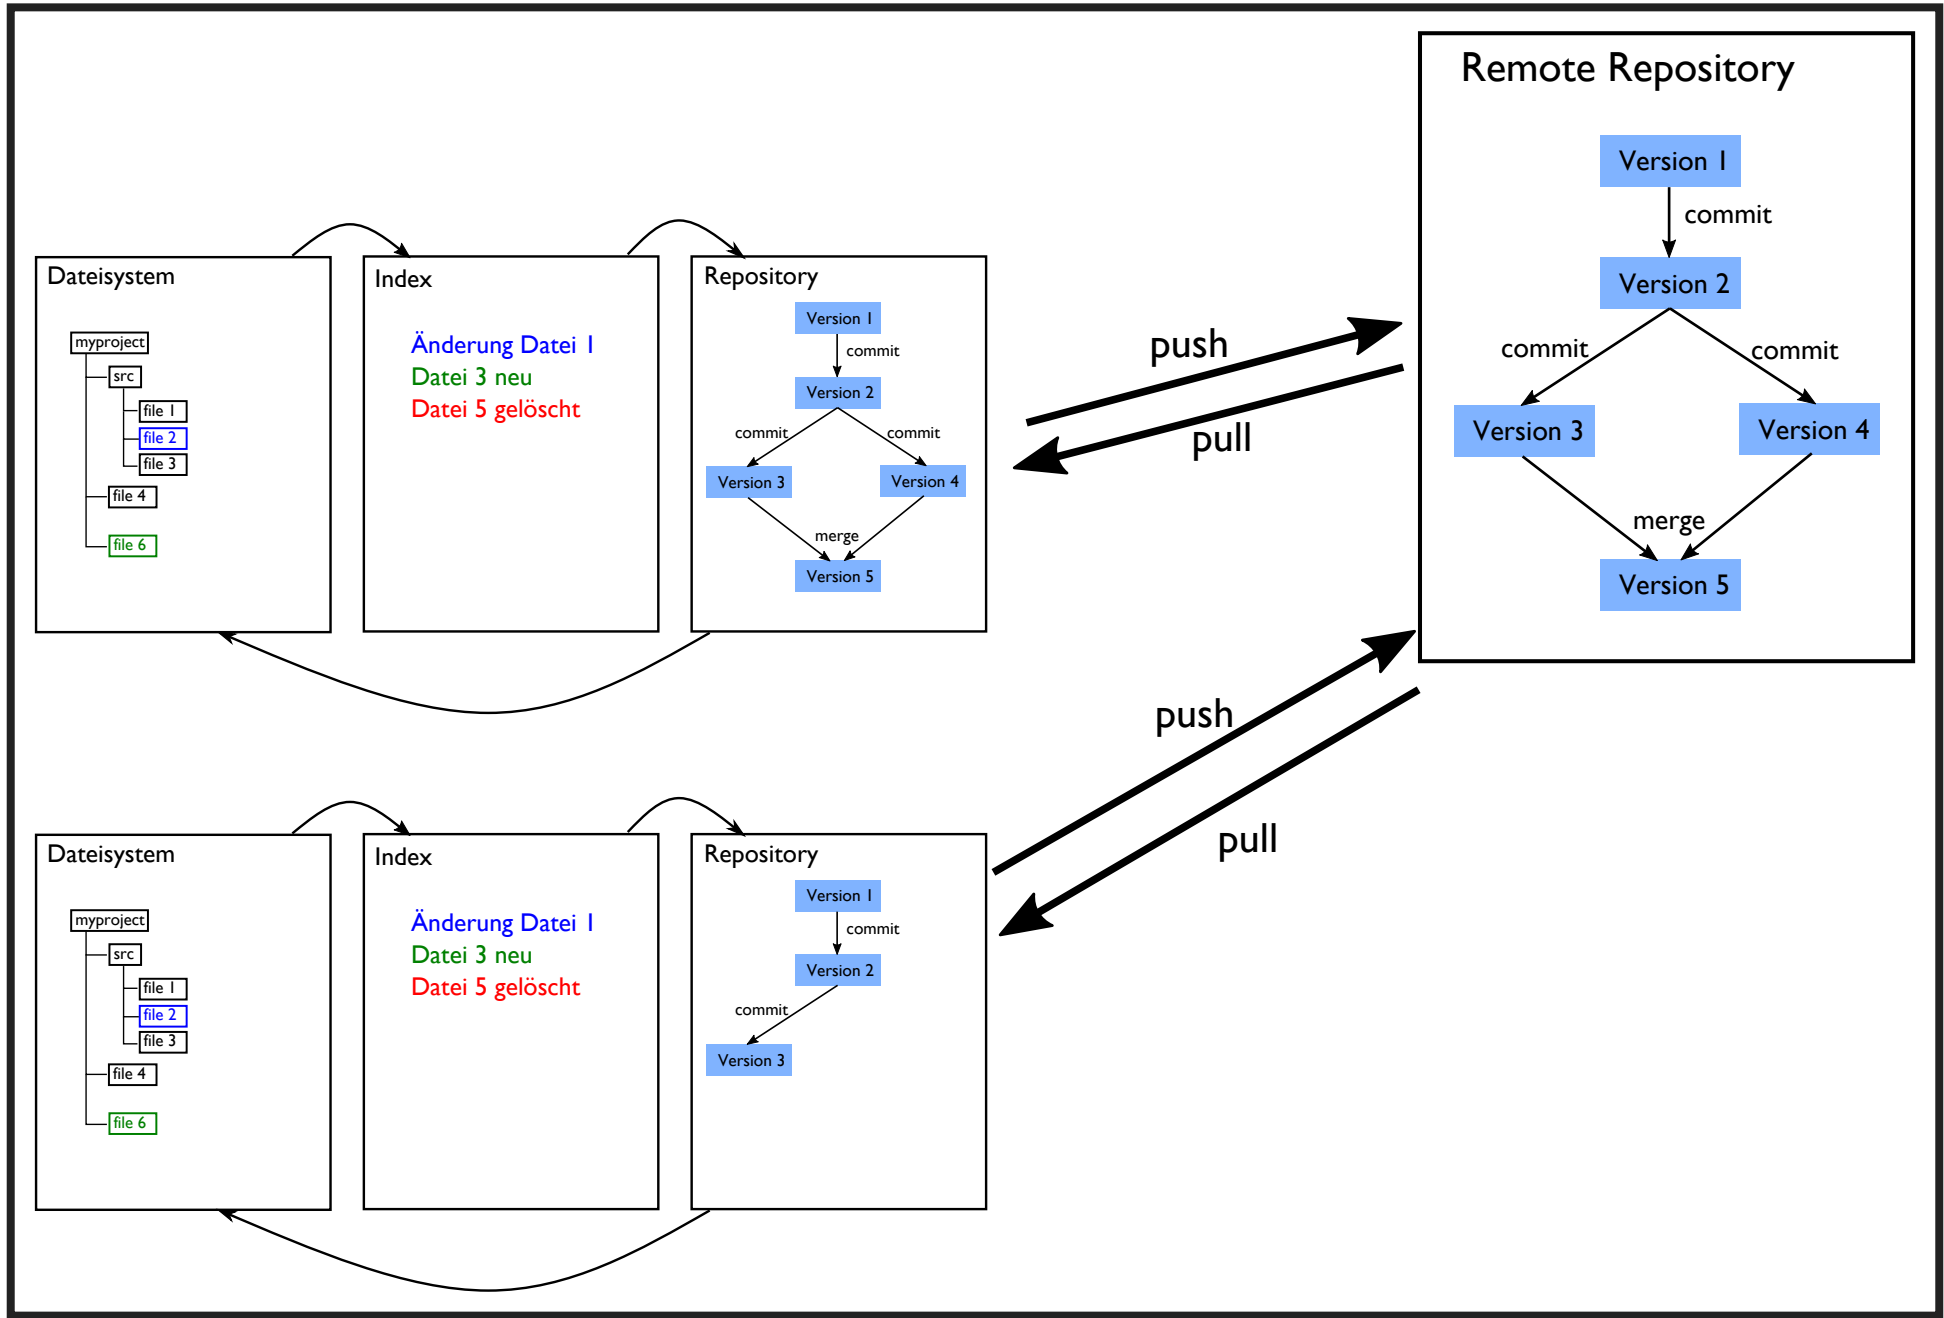 Remote Repository
Version 1
commit
Version 2
commit
commit
Version 3
Version 4
merge
Version 5
Dateisystem
myproject
src
file 1
file 2
file 3
file 4
file 6
Index
Änderung Datei 1
Datei 3 neu
Datei 5 gelöscht
Repository
Version 1
commit
Version 2
commit
commit
Version 3
Version 4
merge
Version 5
push
pull
push
pull
Dateisystem
myproject
src
file 1
file 2
file 3
file 4
file 6
Index
Änderung Datei 1
Datei 3 neu
Datei 5 gelöscht
Repository
Version 1
commit
Version 2
commit
Version 3